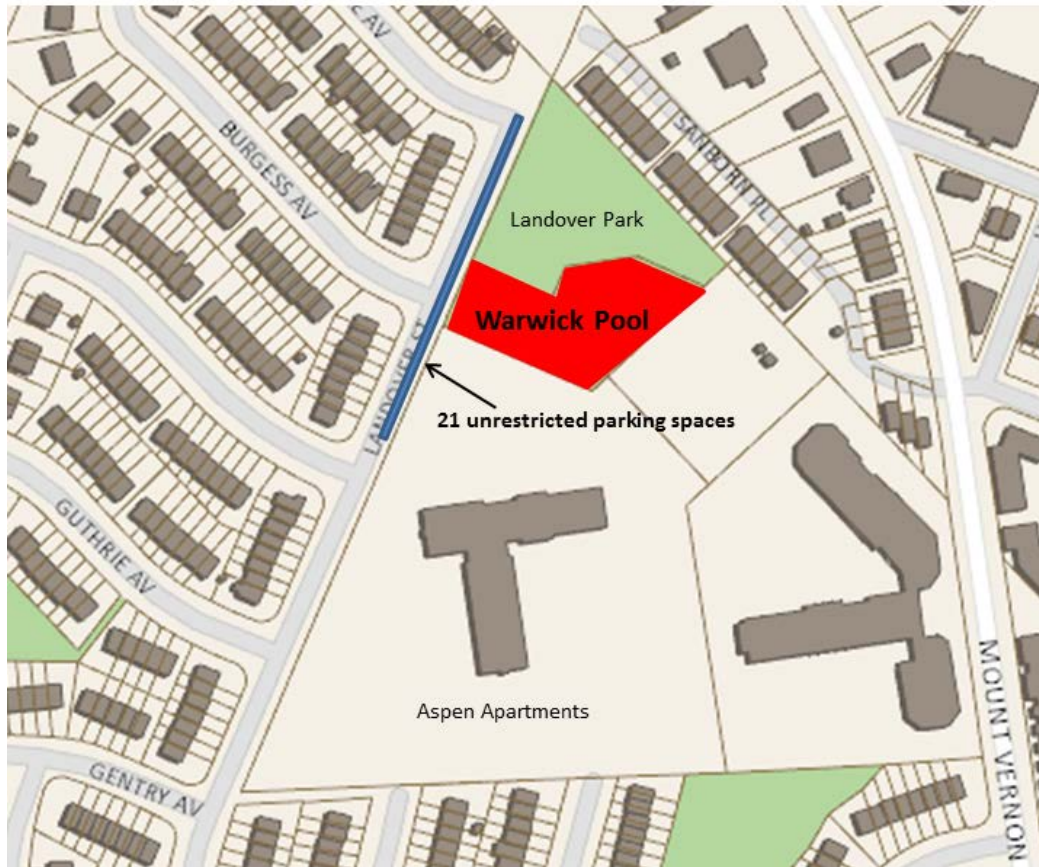 E AV
BURGESS AV
SANBORN PL
Landover Park
Warwick Pool
LANDOVER ST
21 unrestricted parking spaces
GUTHRIE AV
Aspen Apartments
MOUNT VERNON
GENTRY AV